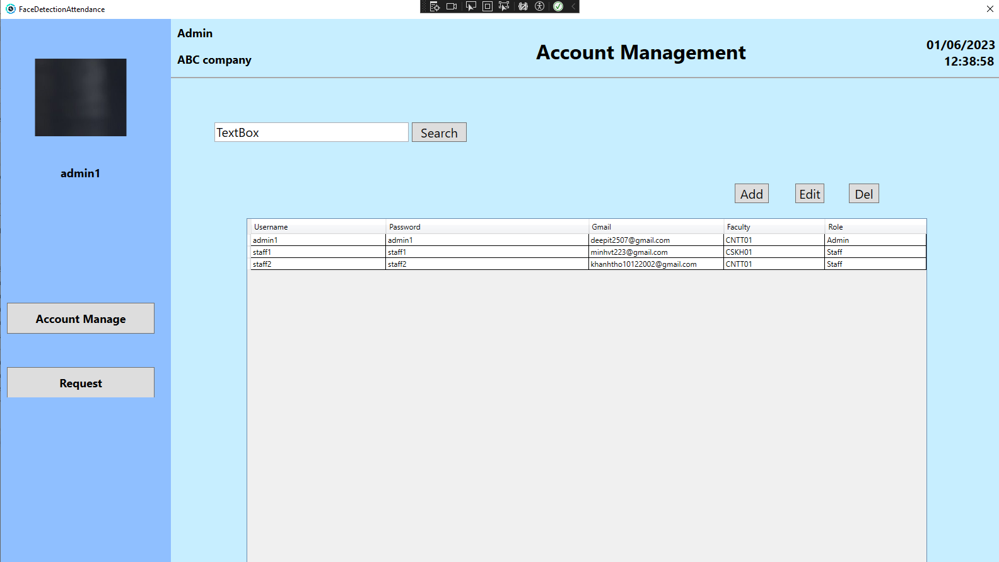 FaceDetectionAttendance
Admin
ABC company
Account Management
01/06/2023
12:38:58
admin1
Account Manage
Request
TextBox
Search
Add Edit Del
Username Password Gmail Faculty Role
admin1 admin1 deepit2507@gmail.com CNTT01 Admin
staff1 staff1 minhvt223@gmail.com CSKH01 Staff
staff2 staff2 khanhtho10122002@gmail.com CNTT01 Staff